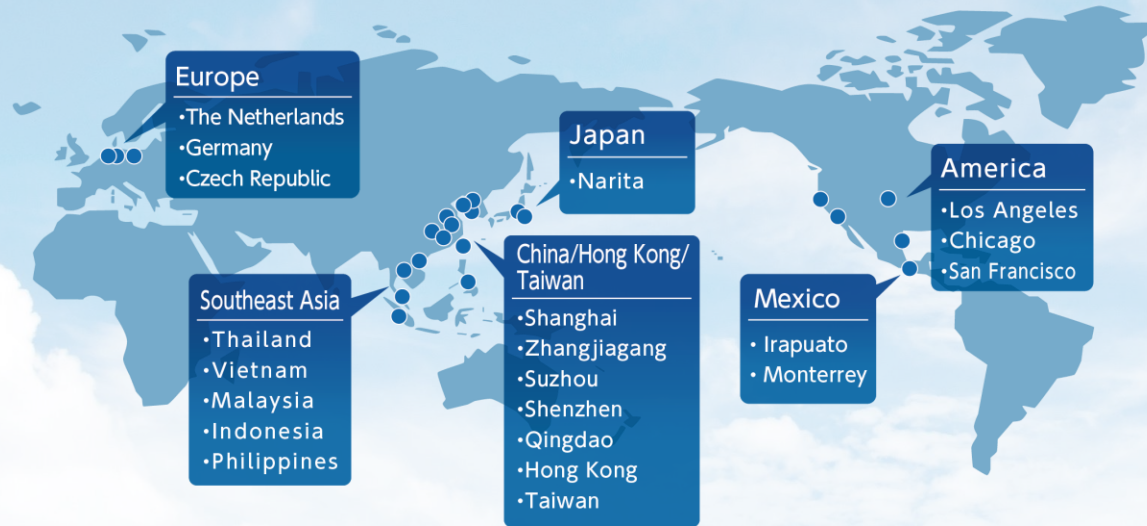 Europe
•The Netherlands
•Germany
•Czech Republic
Japan
•Narita
America
•Los Angeles
•Chicago
•San Francisco
Southeast Asia
•Thailand
•Vietnam
•Malaysia
•Indonesia
•Philippines
China/Hong Kong/
Taiwan
•Shanghai
•Zhangjiagang
•Suzhou
•Shenzhen
•Qingdao
•Hong Kong
•Taiwan
Mexico
• Irapuato
• Monterrey